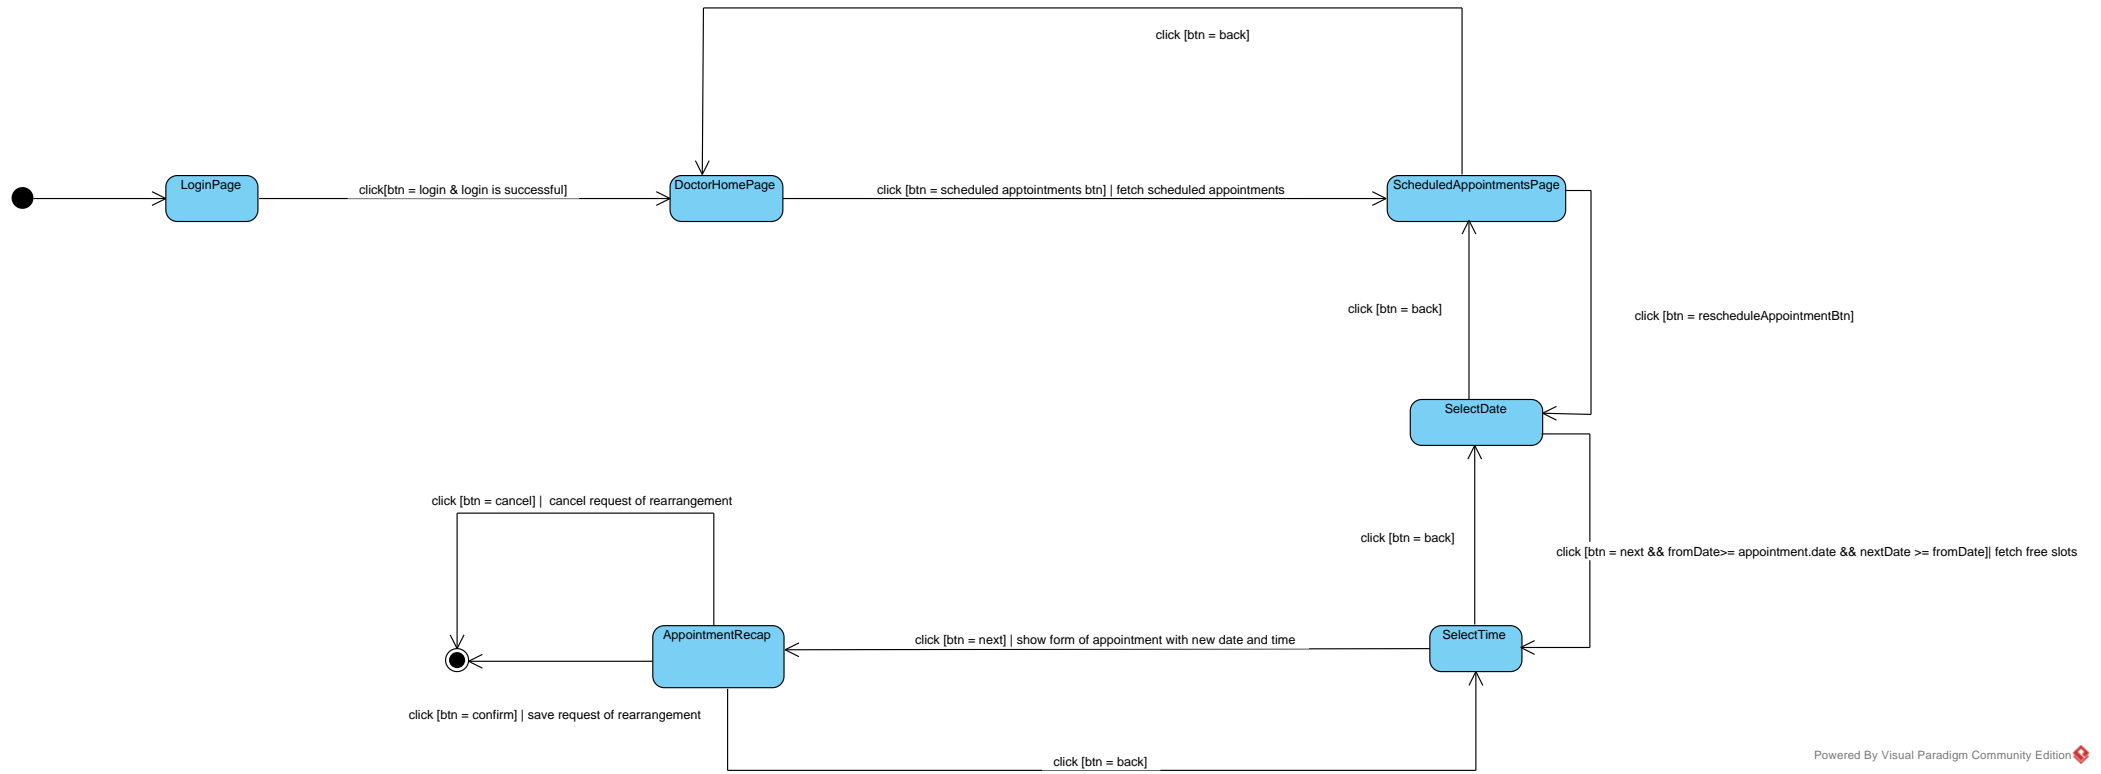 click [btn = back]
LoginPage
click[btn = login & login is successful]
DoctorHomePage
click [btn = scheduled apptointments btn] | fetch scheduled appointments
ScheduledAppointmentsPage
click [btn = back]
click [btn = rescheduleAppointmentBtn]
SelectDate
click [btn = cancel] |  cancel request of rearrangement
click [btn = back]
click [btn = next && fromDate>= appointment.date && nextDate >= fromDate]| fetch free slots
AppointmentRecap
click [btn = next] | show form of appointment with new date and time
SelectTime
click [btn = confirm] | save request of rearrangement
click [btn = back]
Powered By Visual Paradigm Community Edition